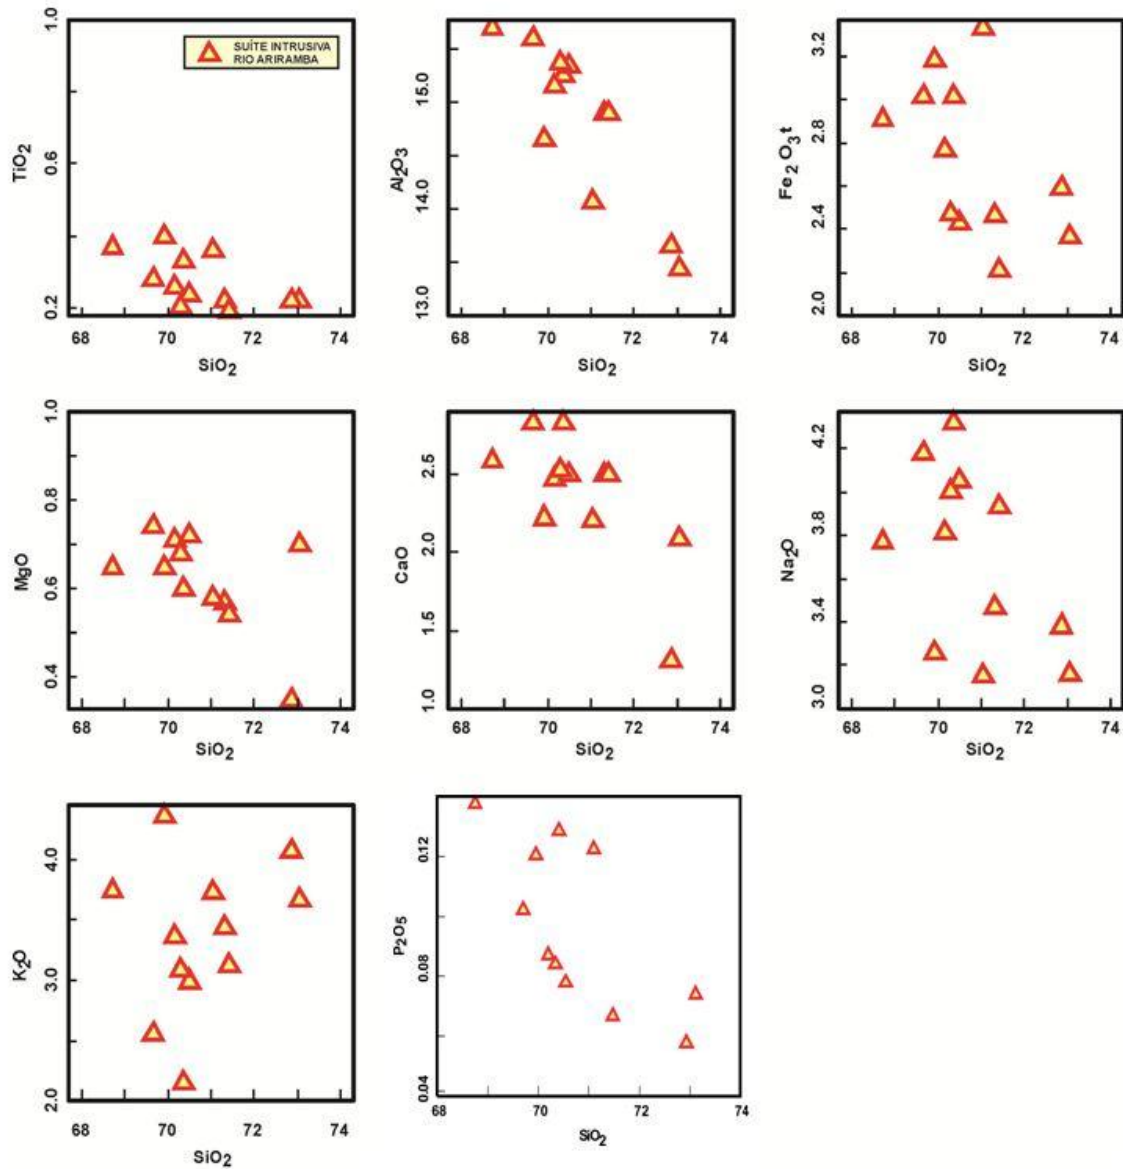 1.0
0.6
0.2
TiO₂
SUÍTE INTRUSIVA
RIO ARIRAMBA
68 70 72 74
SiO₂
15.0
14.0
13.0
Al₂O₃
68 70 72 74
SiO₂
3.2
2.8
2.4
2.0
Fe₂O₃t
68 70 72 74
SiO₂
1.0
0.8
0.6
0.4
MgO
68 70 72 74
SiO₂
2.5
2.0
1.5
1.0
CaO
68 70 72 74
SiO₂
4.2
3.8
3.4
3.0
Na₂O
68 70 72 74
SiO₂
4.0
3.0
2.0
K₂O
68 70 72 74
SiO₂
0.12
0.08
0.04
P₂O₅
68 70 72 74
SiO₂